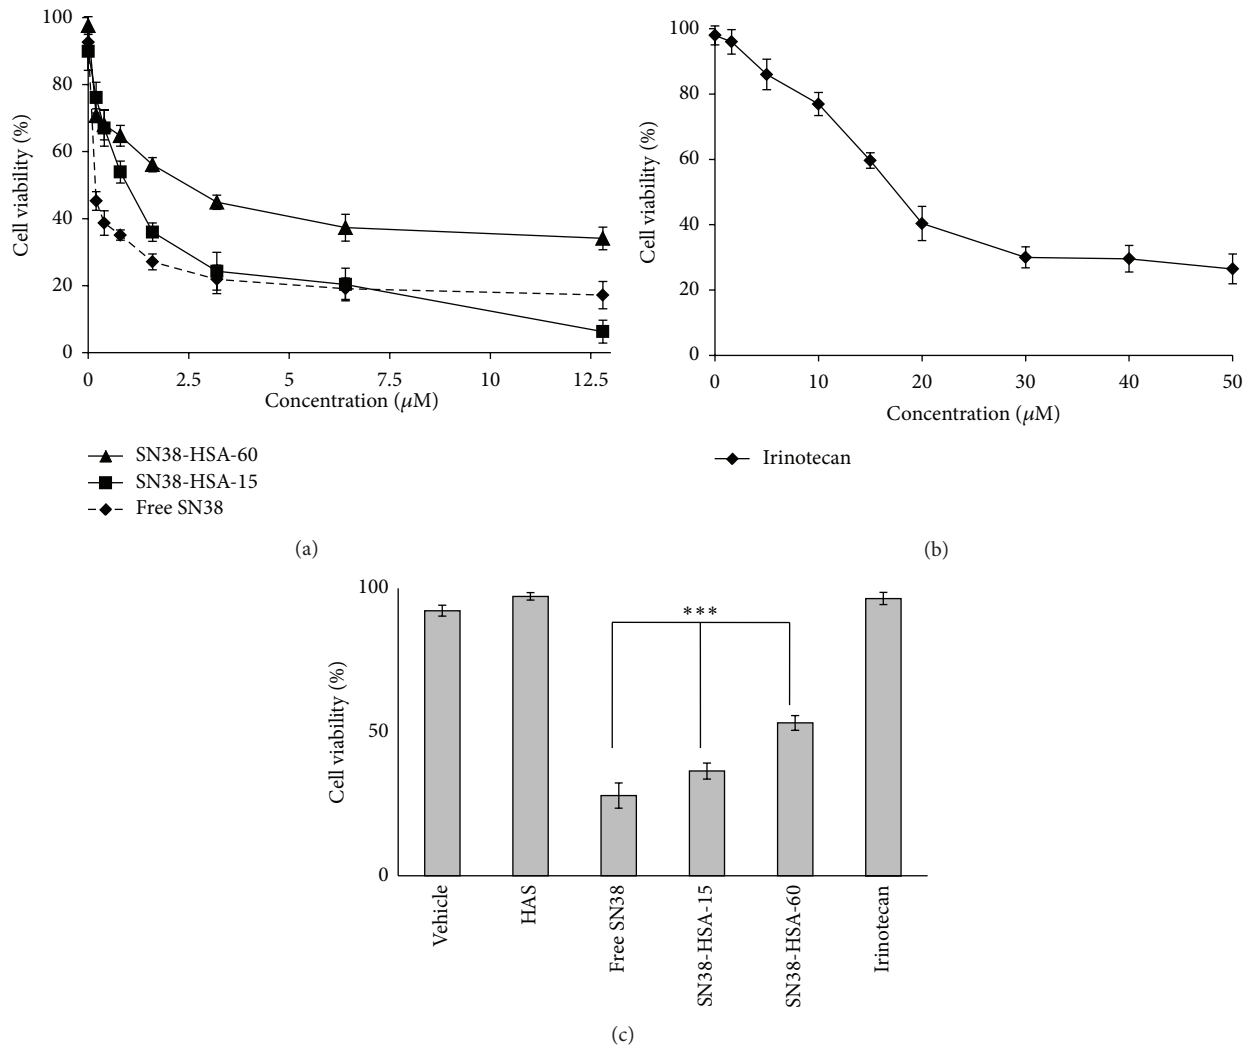 100
80
60
40
20
0
Cell viability (%)
0 2.5 5 7.5 10 12.5
Concentration (μM)
SN38-HSA-60
SN38-HSA-15
Free SN38
(a)
100
80
60
40
20
0
Cell viability (%)
0 10 20 30 40 50
Concentration (μM)
Irinotecan
(b)
100
50
0
Cell viability (%)
***
Vehicle
HAS
Free SN38
SN38-HSA-15
SN38-HSA-60
Irinotecan
(c)